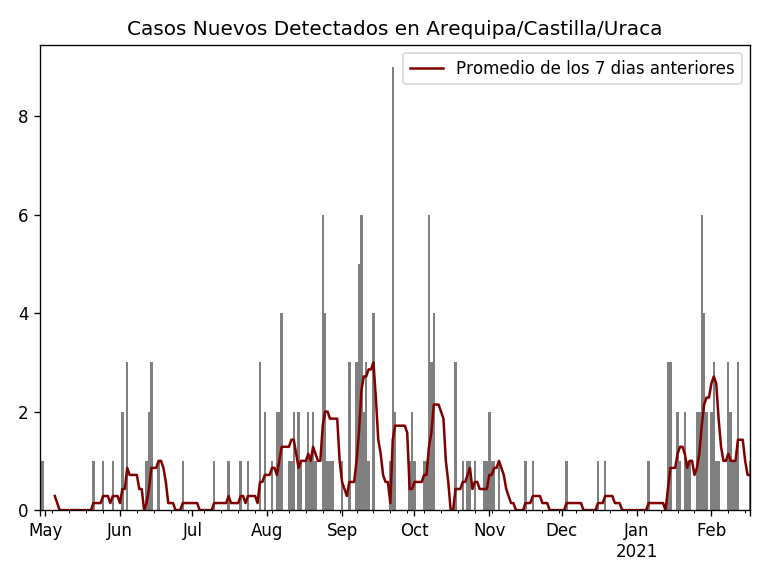 Casos Nuevos Detectados en Arequipa/Castilla/Uraca
Promedio de los 7 dias anteriores
8
6
4
2
0
May Jun Jul Aug Sep Oct Nov Dec Jan Feb
2021